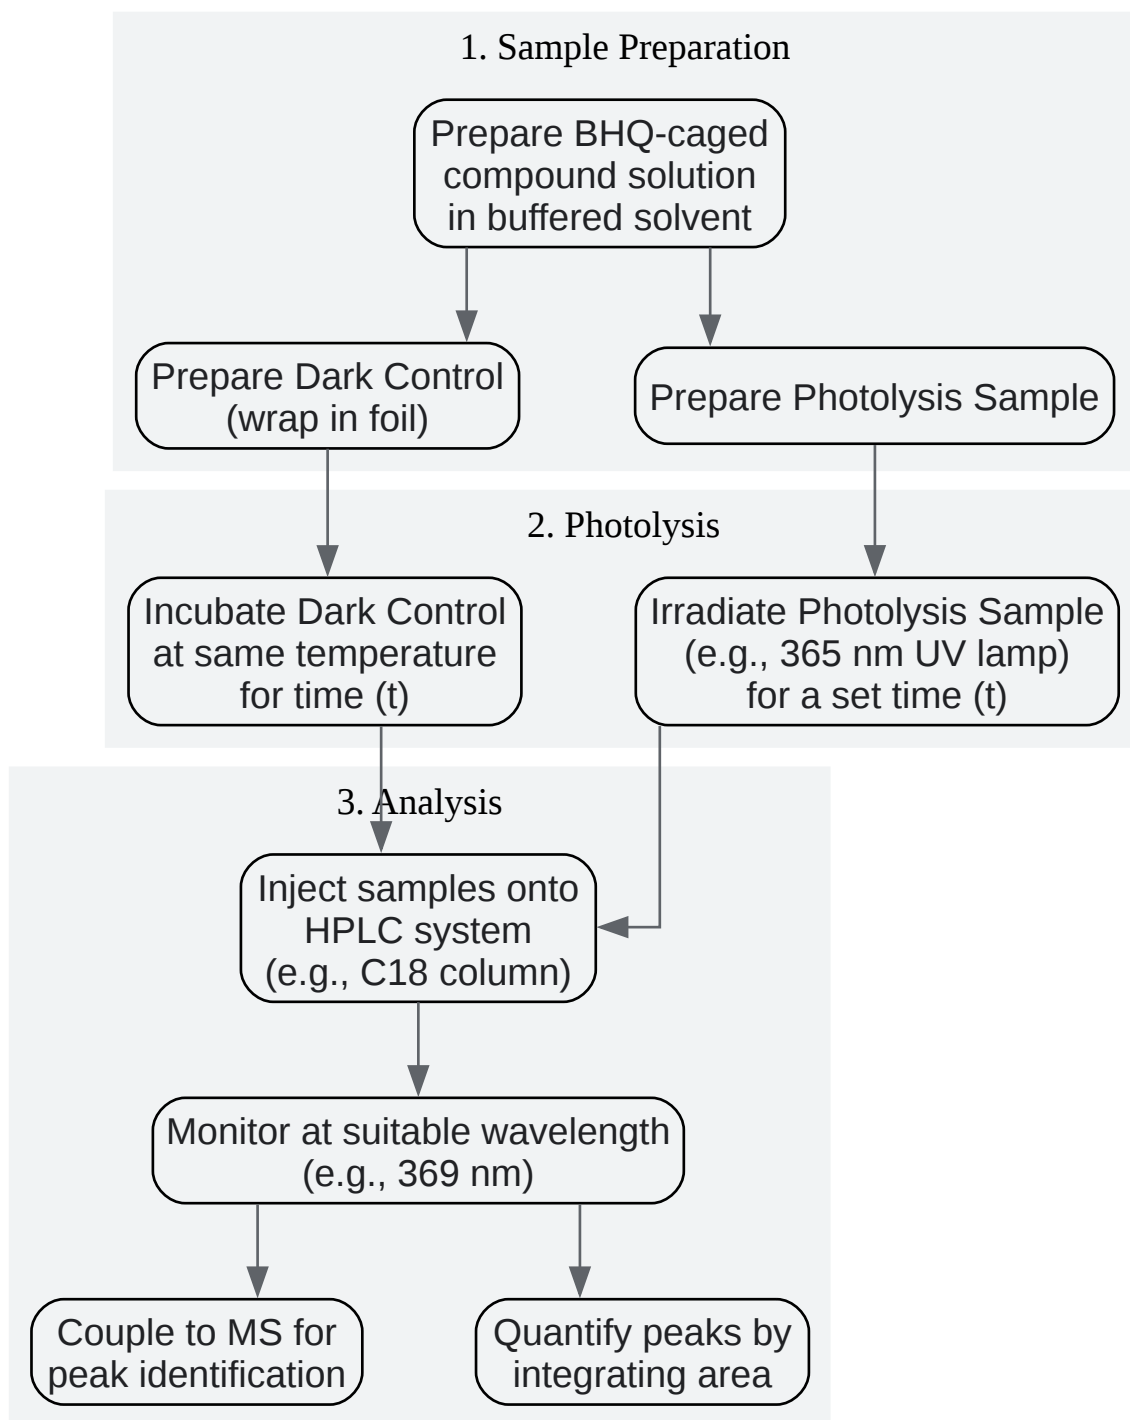 1. Sample Preparation
Prepare BHQ-caged
compound solution
in buffered solvent
Prepare Dark Control
(wrap in foil)
Prepare Photolysis Sample
2. Photolysis
Incubate Dark Control
at same temperature
for time (t)
Irradiate Photolysis Sample
(e.g., 365 nm UV lamp)
for a set time (t)
3. Analysis
Inject samples onto
HPLC system
(e.g., C18 column)
Monitor at suitable wavelength
(e.g., 369 nm)
Couple to MS for
peak identification
Quantify peaks by
integrating area